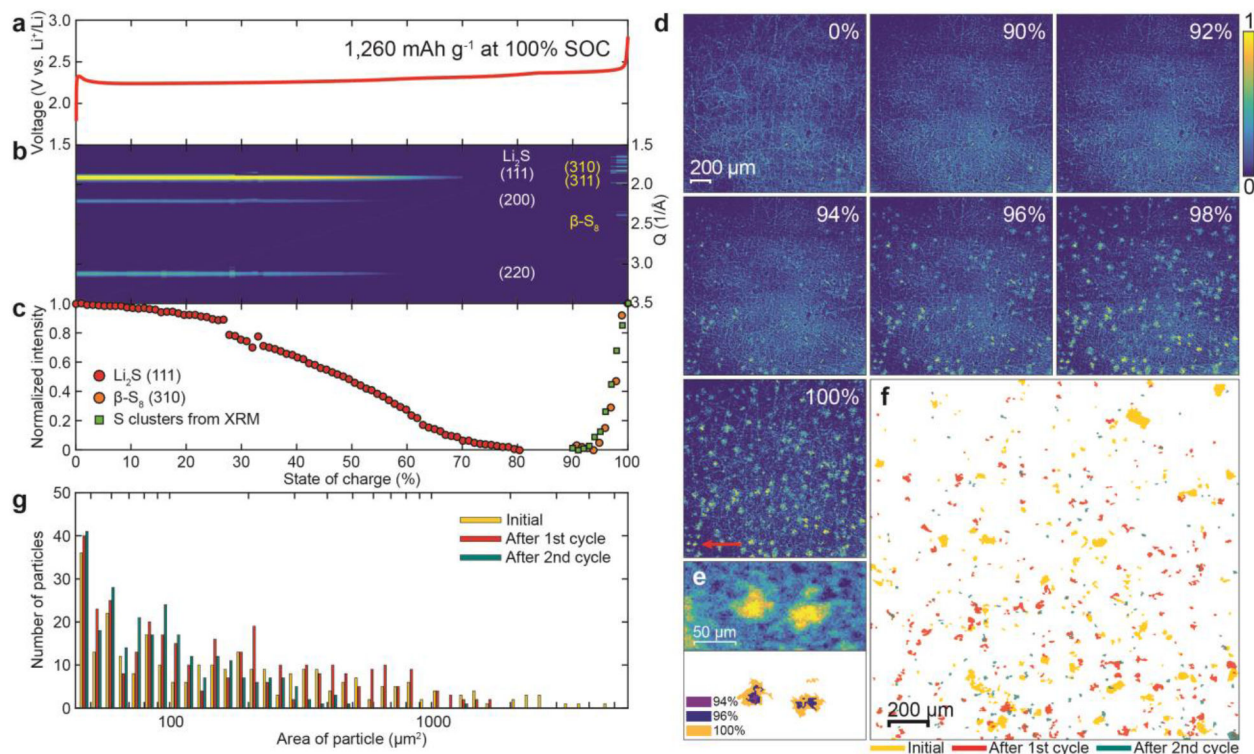 a
3.0
2.5
2.0
1.5
Voltage (V vs. Li⁺/Li)
1,260 mAh g⁻¹ at 100% SOC
b
Li₂S
(111)
(200)
(220)
(310)
(311)
β-S₈
1.5
2.0
2.5
3.0
3.5
Q (1/Å)
c
1.0
0.8
0.6
0.4
0.2
0
Normalized intensity
Li₂S (111)
β-S₈ (310)
S clusters from XRM
0 10 20 30 40 50 60 70 80 90 100
State of charge (%)
g
50
40
30
20
10
0
Number of particles
Initial
After 1st cycle
After 2nd cycle
100 1000
Area of particle (µm²)
d
0%
200 µm
90%
92%
1
0
94%
96%
98%
100%
e
50 µm
94%
96%
100%
f
200 µm
Initial After 1st cycle After 2nd cycle